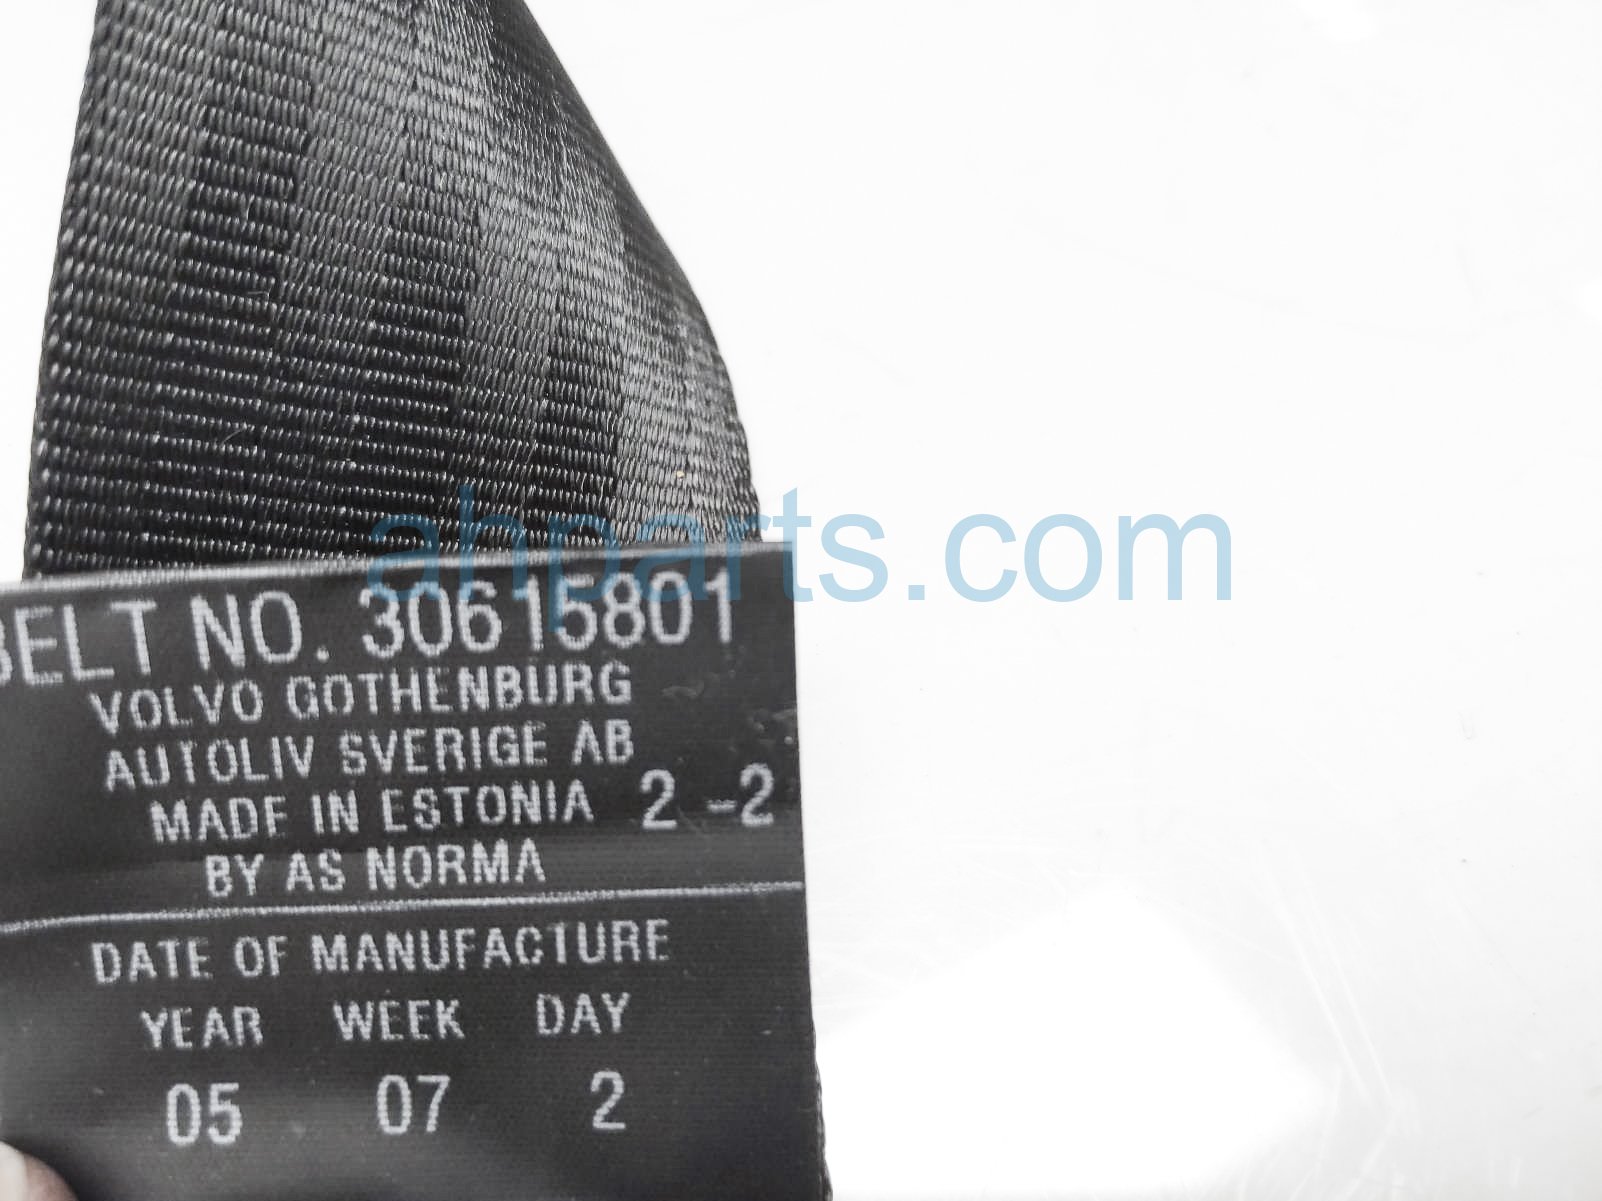 ahparts.com
BELT NO. 30615801
VOLVO GOTHENBURG
AUTOLIV SVERIGE AB
MADE IN ESTONIA 2 -2
BY AS NORMA
DATE OF MANUFACTURE
YEAR WEEK DAY
05 07 2